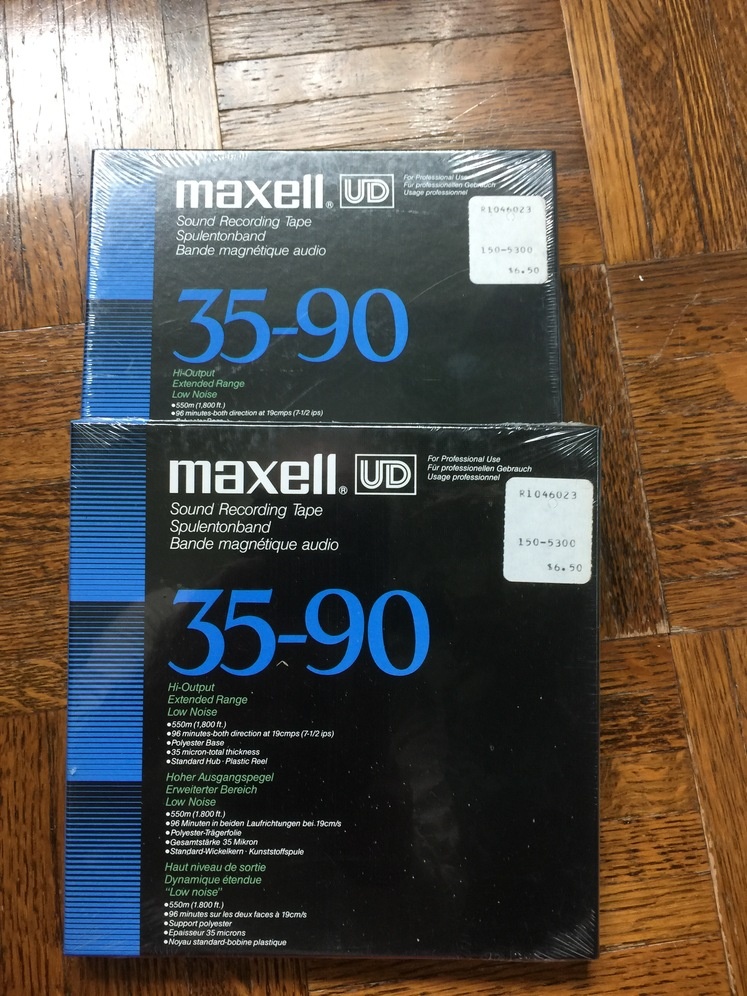 maxell® UD
For Professional Use
Für professionellen Gebrauch
Usage professionnel
Sound Recording Tape
Spulentonband
Bande magnétique audio
R1046023
150-5300
$6.50
35-90
Hi-Output
Extended Range
Low Noise
•550m (1,800 ft.)
•96 minutes-both direction at 19cmps (7-1/2 ips)
maxell® UD
For Professional Use
Für professionellen Gebrauch
Usage professionnel
Sound Recording Tape
Spulentonband
Bande magnétique audio
R1046023
150-5300
$6.50
35-90
Hi-Output
Extended Range
Low Noise
•550m (1,800 ft.)
•96 minutes-both direction at 19cmps (7-1/2 ips)
•Polyester Base
•35 micron-total thickness
•Standard Hub · Plastic Reel
Hoher Ausgangspegel
Erweiterter Bereich
Low Noise
•550m (1.800 ft.)
•96 Minuten in beiden Laufrichtungen bei 19cm/s
•Polyester-Trägerfolie
•Gesamtstärke 35 Mikron
•Standard-Wickelkern · Kunststoffspule
Haut niveau de sortie
Dynamique étendue
"Low noise"
•550m (1.800 ft.)
•96 minutes sur les deux faces à 19cm/s
•Support polyester
•Epaisseur 35 microns
•Noyau standard-bobine plastique